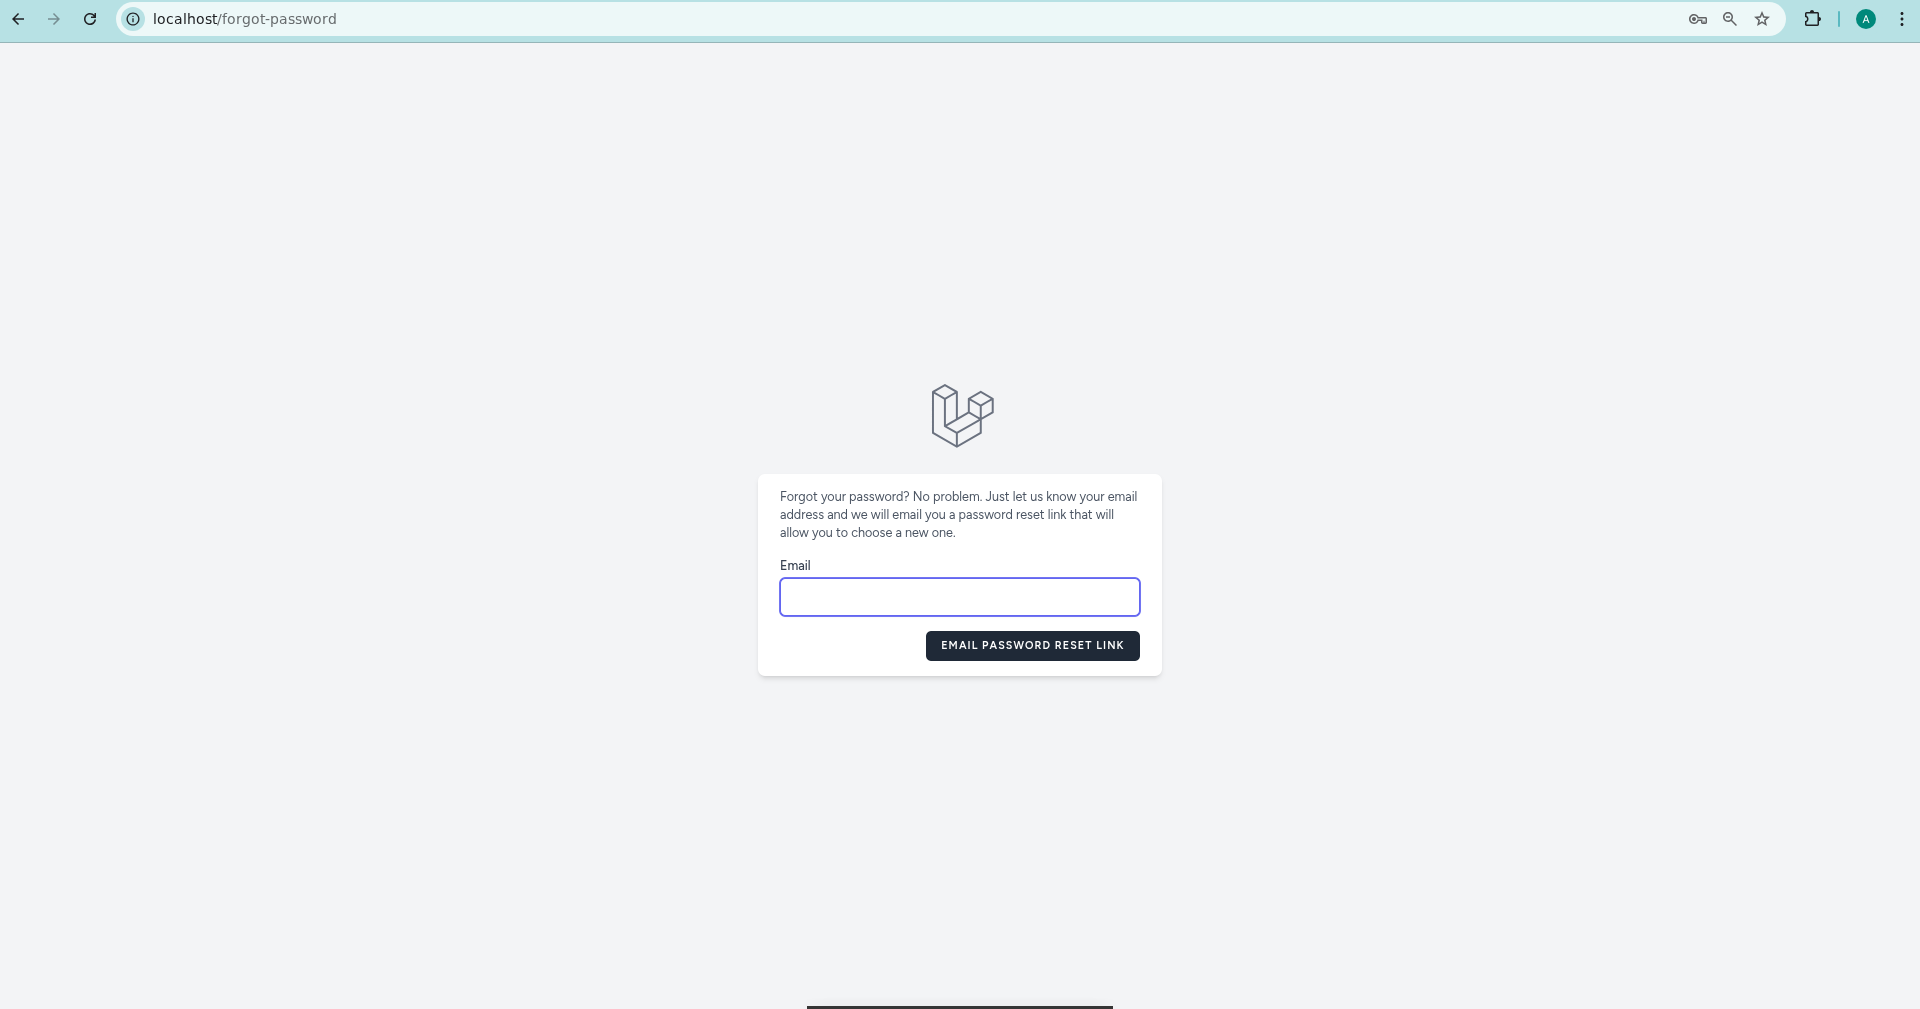 localhost/forgot-password
A
Forgot your password? No problem. Just let us know your email
address and we will email you a password reset link that will
allow you to choose a new one.
Email
EMAIL PASSWORD RESET LINK